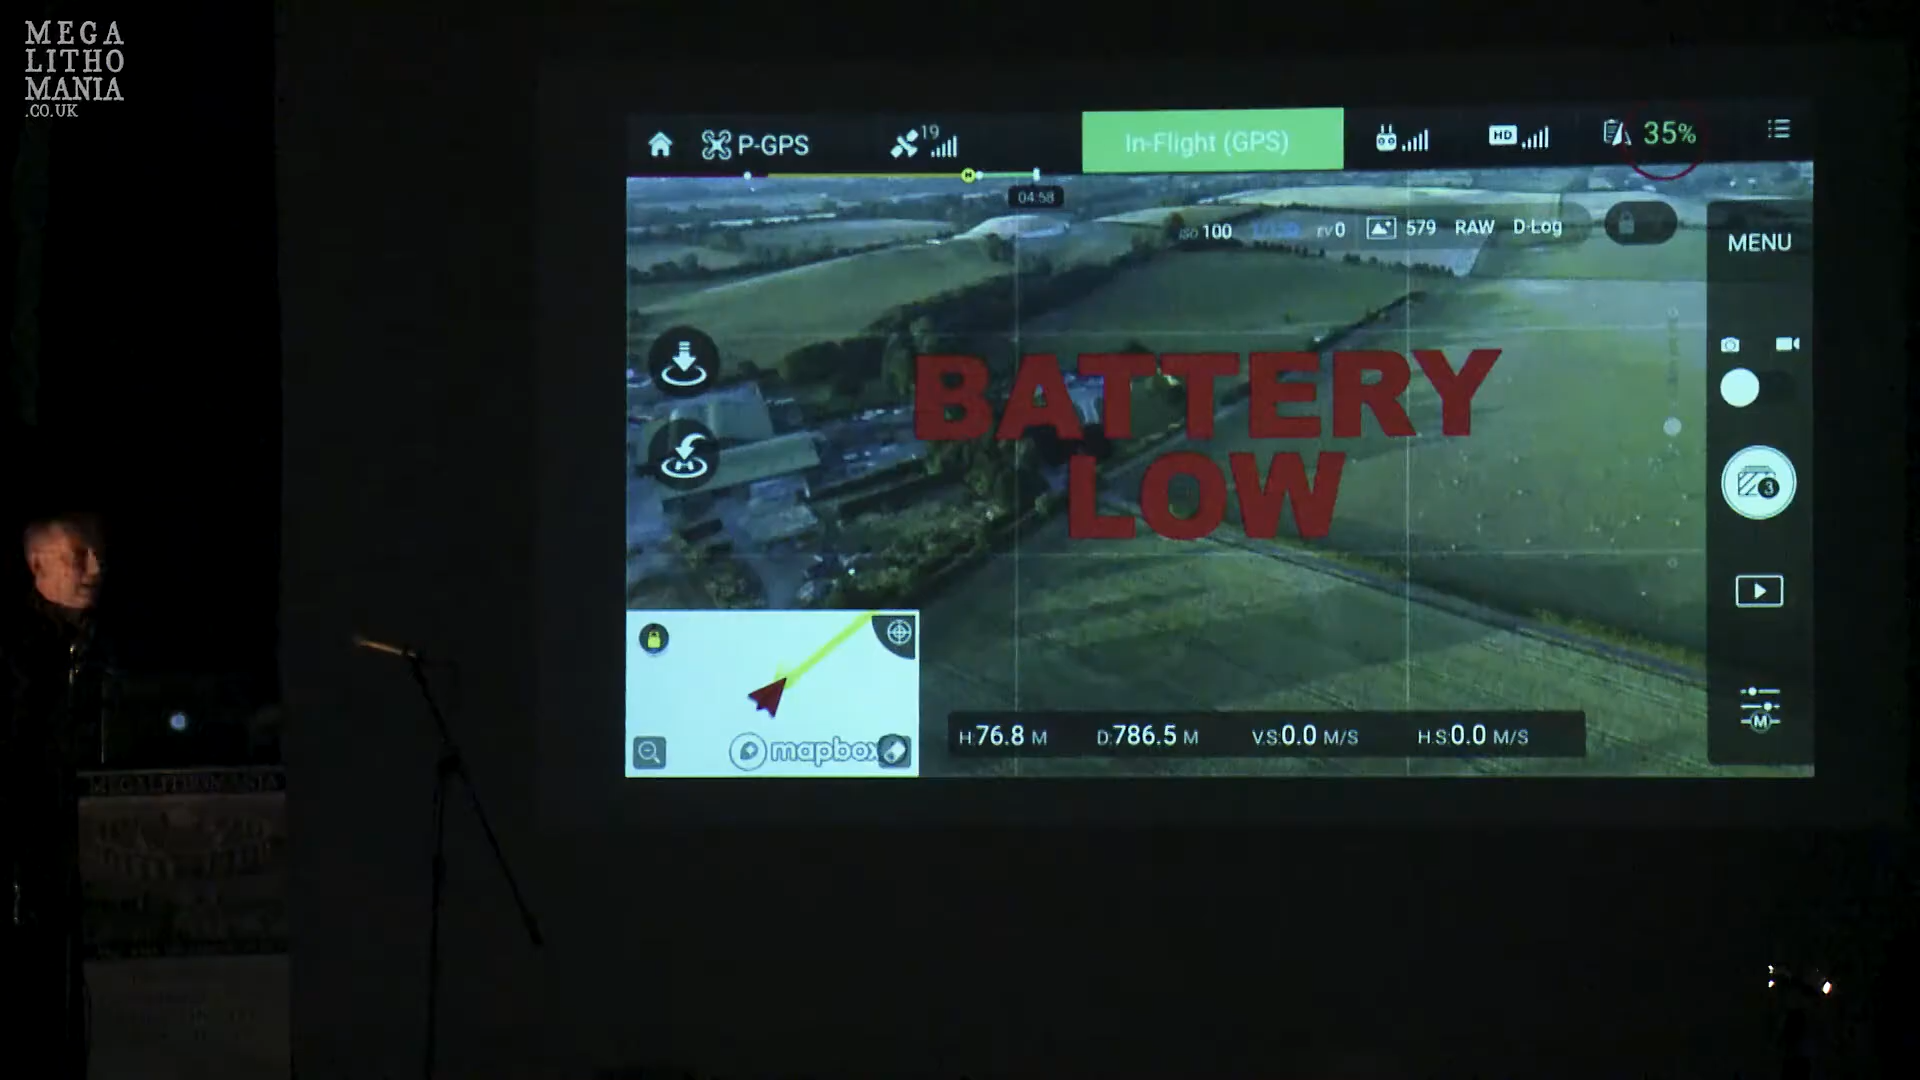 MEGA
LITHO
MANIA
.CO.UK
P-GPS
19
In-Flight (GPS)
HD
35%
H
04:58
ISO 100
EV 0
579
RAW
D-Log
MENU
BATTERY
LOW
3
H
mapbox
H:76.8 M
D:786.5 M
V.S:0.0 M/S
H.S:0.0 M/S
M
MEGALITHOMANIA